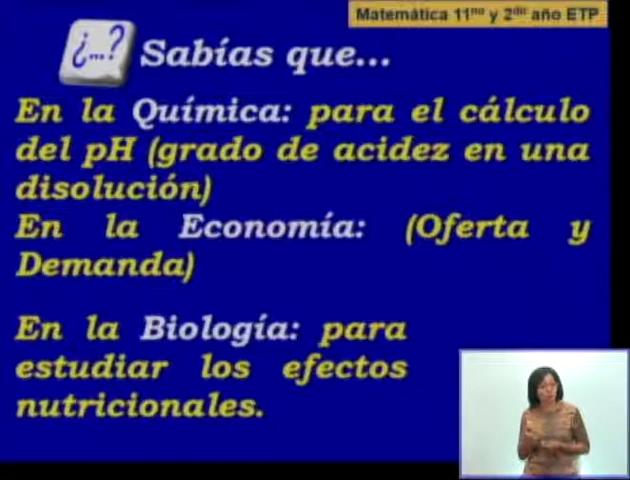 Matemática 11no y 2do año ETP
¿...? Sabías que...
En la Química: para el cálculo
del pH (grado de acidez en una
disolución)
En la Economía: (Oferta y
Demanda)
En la Biología: para
estudiar los efectos
nutricionales.